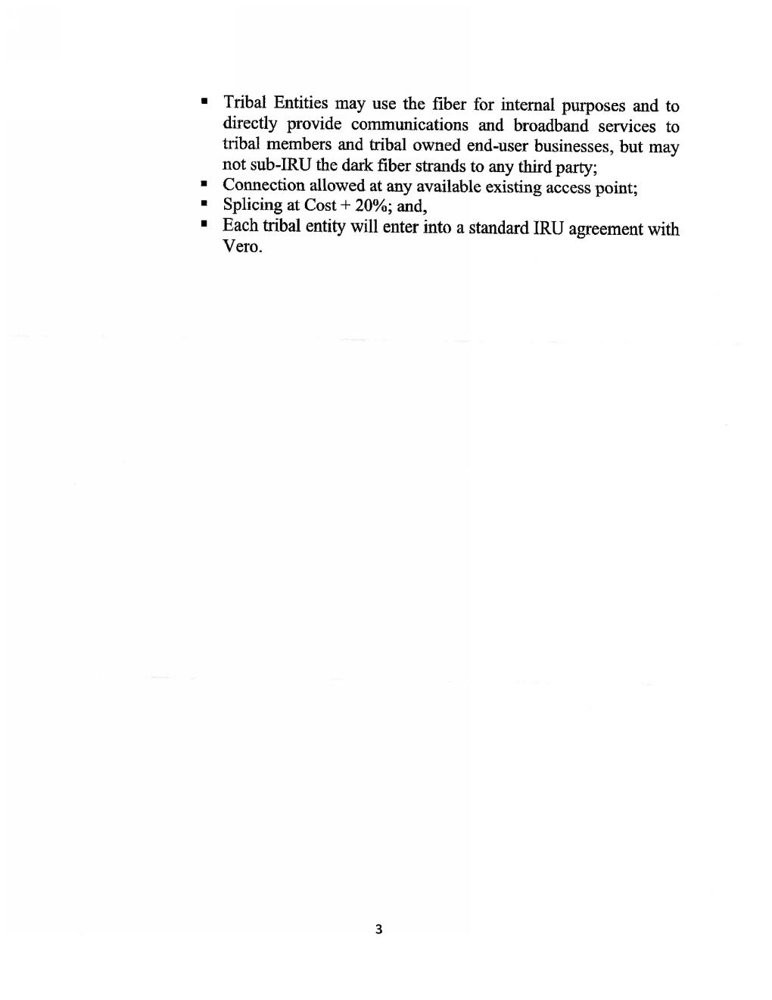 ▪ Tribal Entities may use the fiber for internal purposes and to
directly provide communications and broadband services to
tribal members and tribal owned end-user businesses, but may
not sub-IRU the dark fiber strands to any third party;
▪ Connection allowed at any available existing access point;
▪ Splicing at Cost + 20%; and,
▪ Each tribal entity will enter into a standard IRU agreement with
Vero.
3